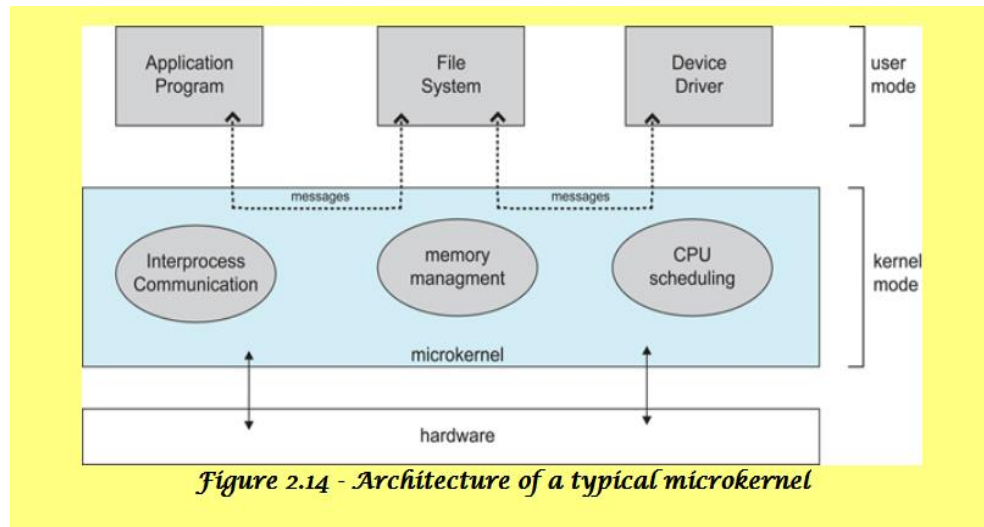 Application
Program
File
System
Device
Driver
user
mode
messages
messages
Interprocess
Communication
memory
managment
CPU
scheduling
kernel
mode
microkernel
hardware
Figure 2.14 - Architecture of a typical microkernel